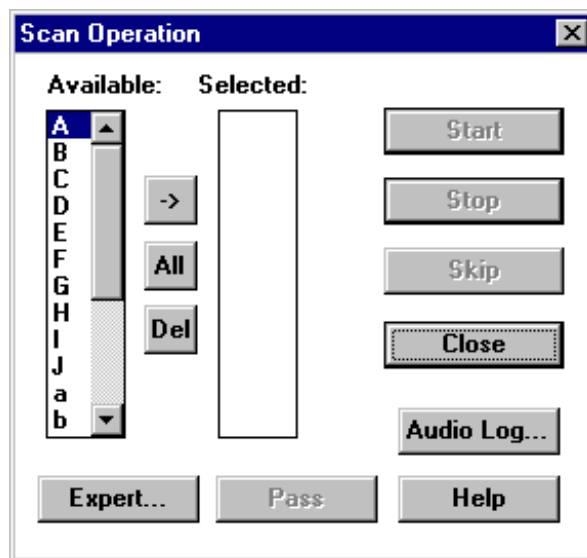 Scan Operation
Available: Selected:
A
B
C
D
E
F
G
H
I
J
a
b
->
All
Del
Start
Stop
Skip
Close
Audio Log...
Expert... Pass Help